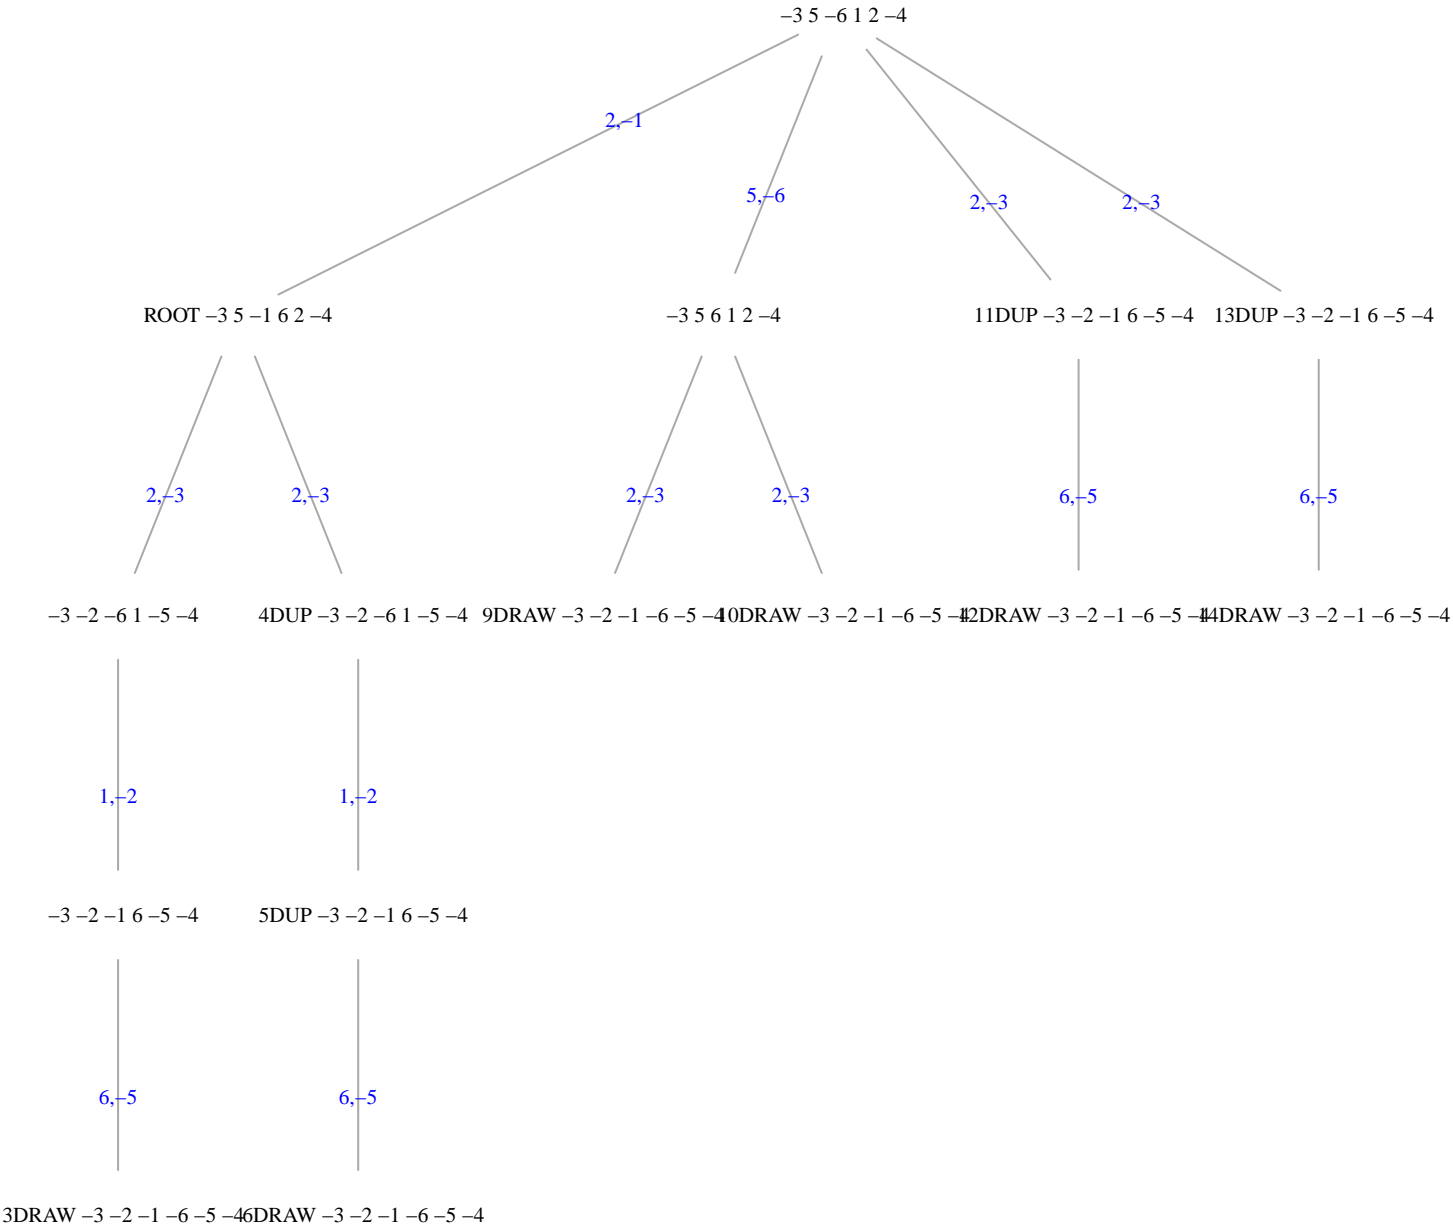 –3 5 –6 1 2 –4
2,–1
5,–6
2,–3
2,–3
ROOT –3 5 –1 6 2 –4
–3 5 6 1 2 –4
11DUP –3 –2 –1 6 –5 –4
13DUP –3 –2 –1 6 –5 –4
2,–3
2,–3
2,–3
2,–3
6,–5
6,–5
–3 –2 –6 1 –5 –4
4DUP –3 –2 –6 1 –5 –4
9DRAW –3 –2 –1 –6 –5 –4
10DRAW –3 –2 –1 –6 –5 –4
12DRAW –3 –2 –1 –6 –5 –4
14DRAW –3 –2 –1 –6 –5 –4
1,–2
1,–2
–3 –2 –1 6 –5 –4
5DUP –3 –2 –1 6 –5 –4
6,–5
6,–5
3DRAW –3 –2 –1 –6 –5 –4
6DRAW –3 –2 –1 –6 –5 –4